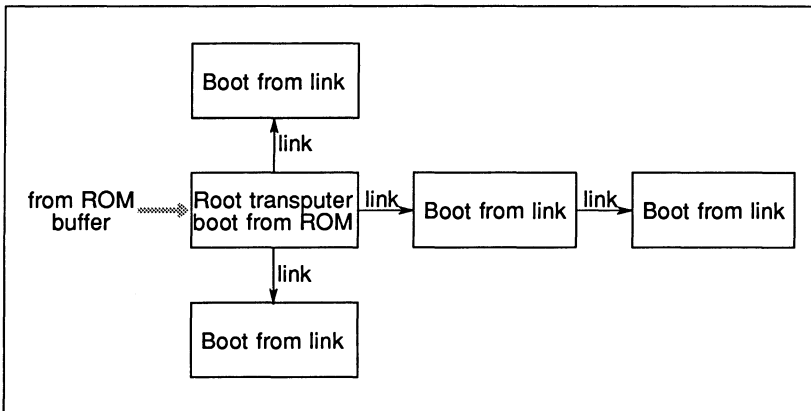 Boot from link
link
from ROM
buffer
Root transputer
boot from ROM
link
Boot from link
link
Boot from link
link
Boot from link